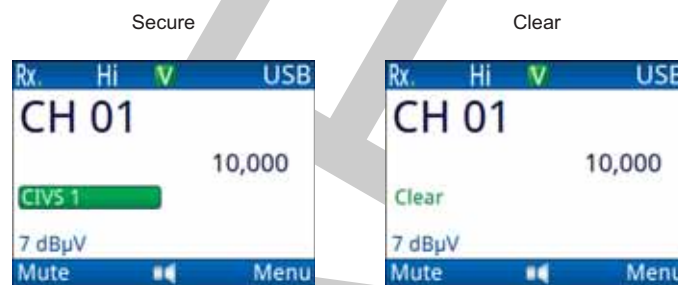 Secure
Clear
Rx. Hi V USB
CH 01
10,000
CIVS 1
7 dBµV
Mute Menu
Rx. Hi V USB
CH 01
10,000
Clear
7 dBµV
Mute Menu